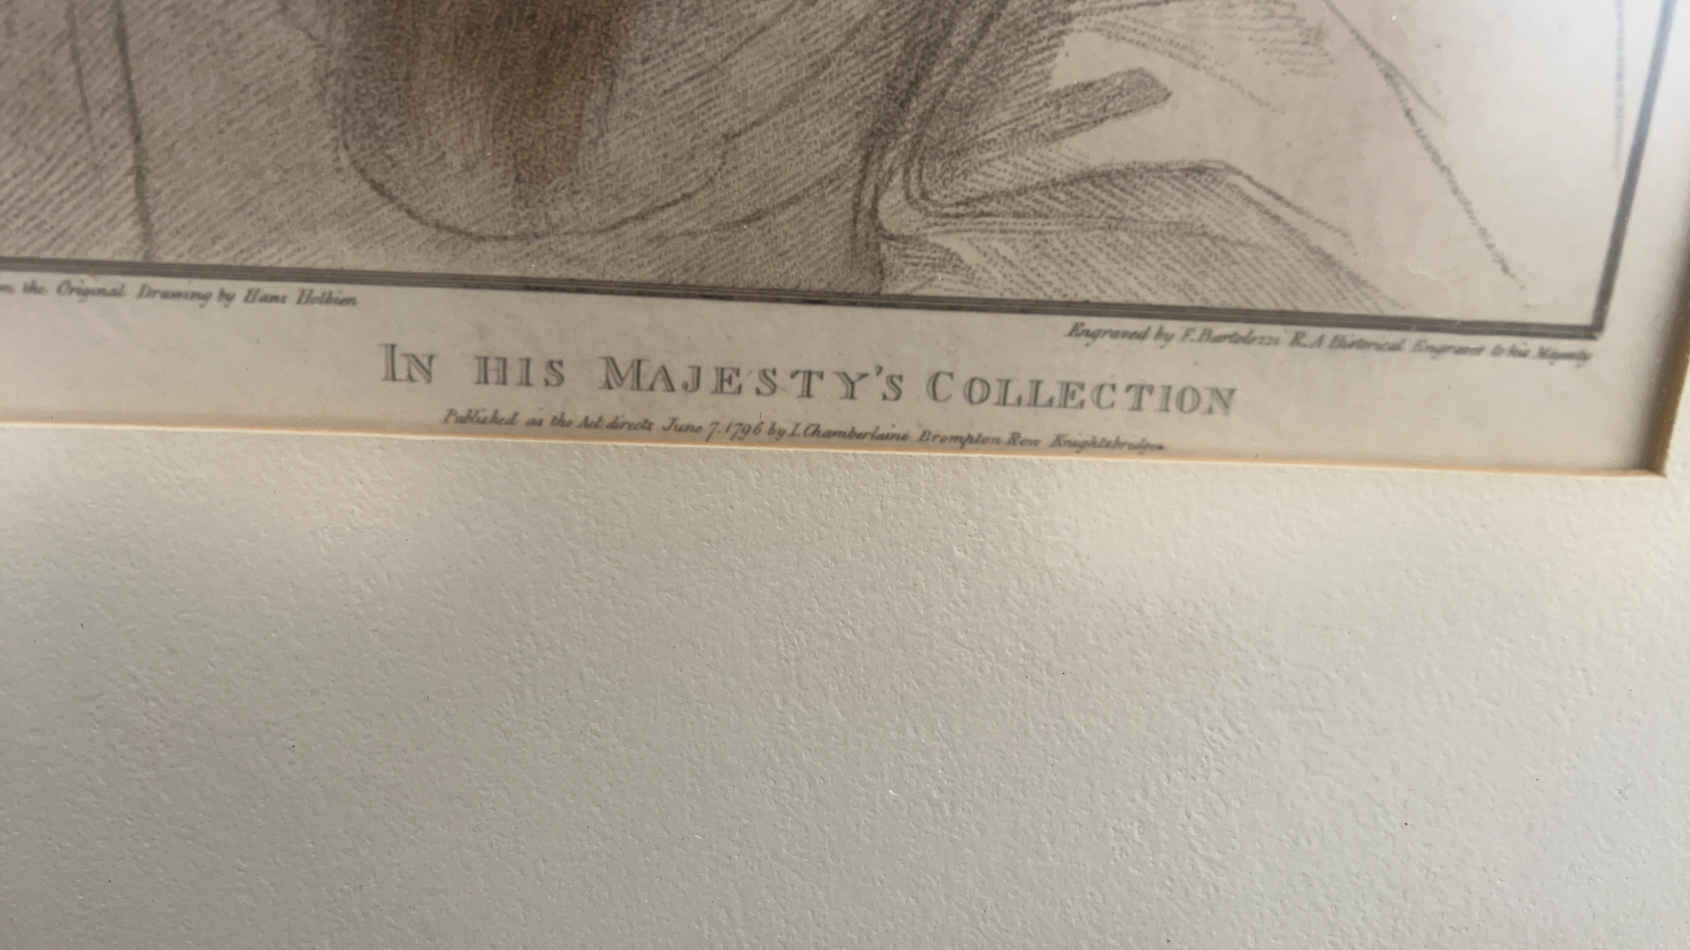 the Original Drawing by Hans Holbien
Engraved by F. Bartolozzi R.A Historical Engraver to his Majesty
IN HIS MAJESTY'S COLLECTION
Published as the Act directs June 7. 1796 by I. Chamberlaine Brompton Row Knightsbridge